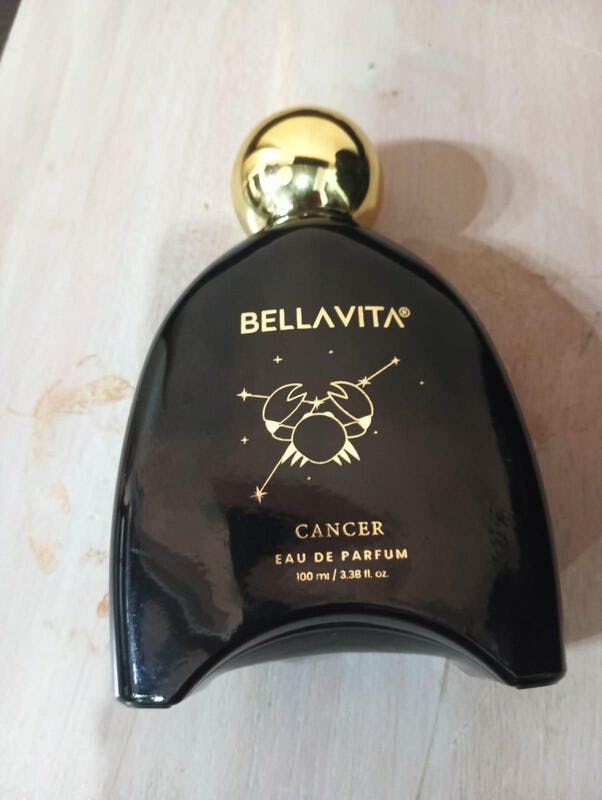 BELLAVITA®
CANCER
EAU DE PARFUM
100 ml / 3.38 fl. oz.